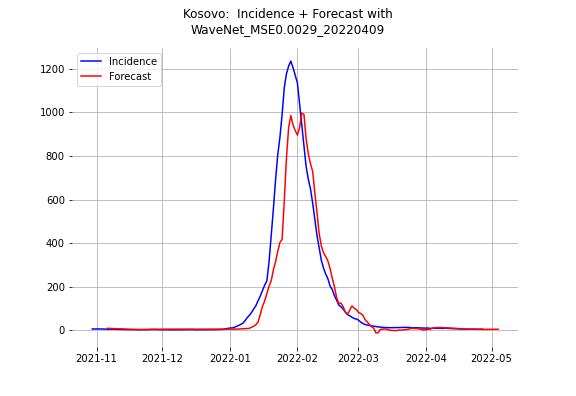 Kosovo:  Incidence + Forecast with
WaveNet_MSE0.0029_20220409
Incidence
Forecast
1200
1000
800
600
400
200
0
2021-11 2021-12 2022-01 2022-02 2022-03 2022-04 2022-05